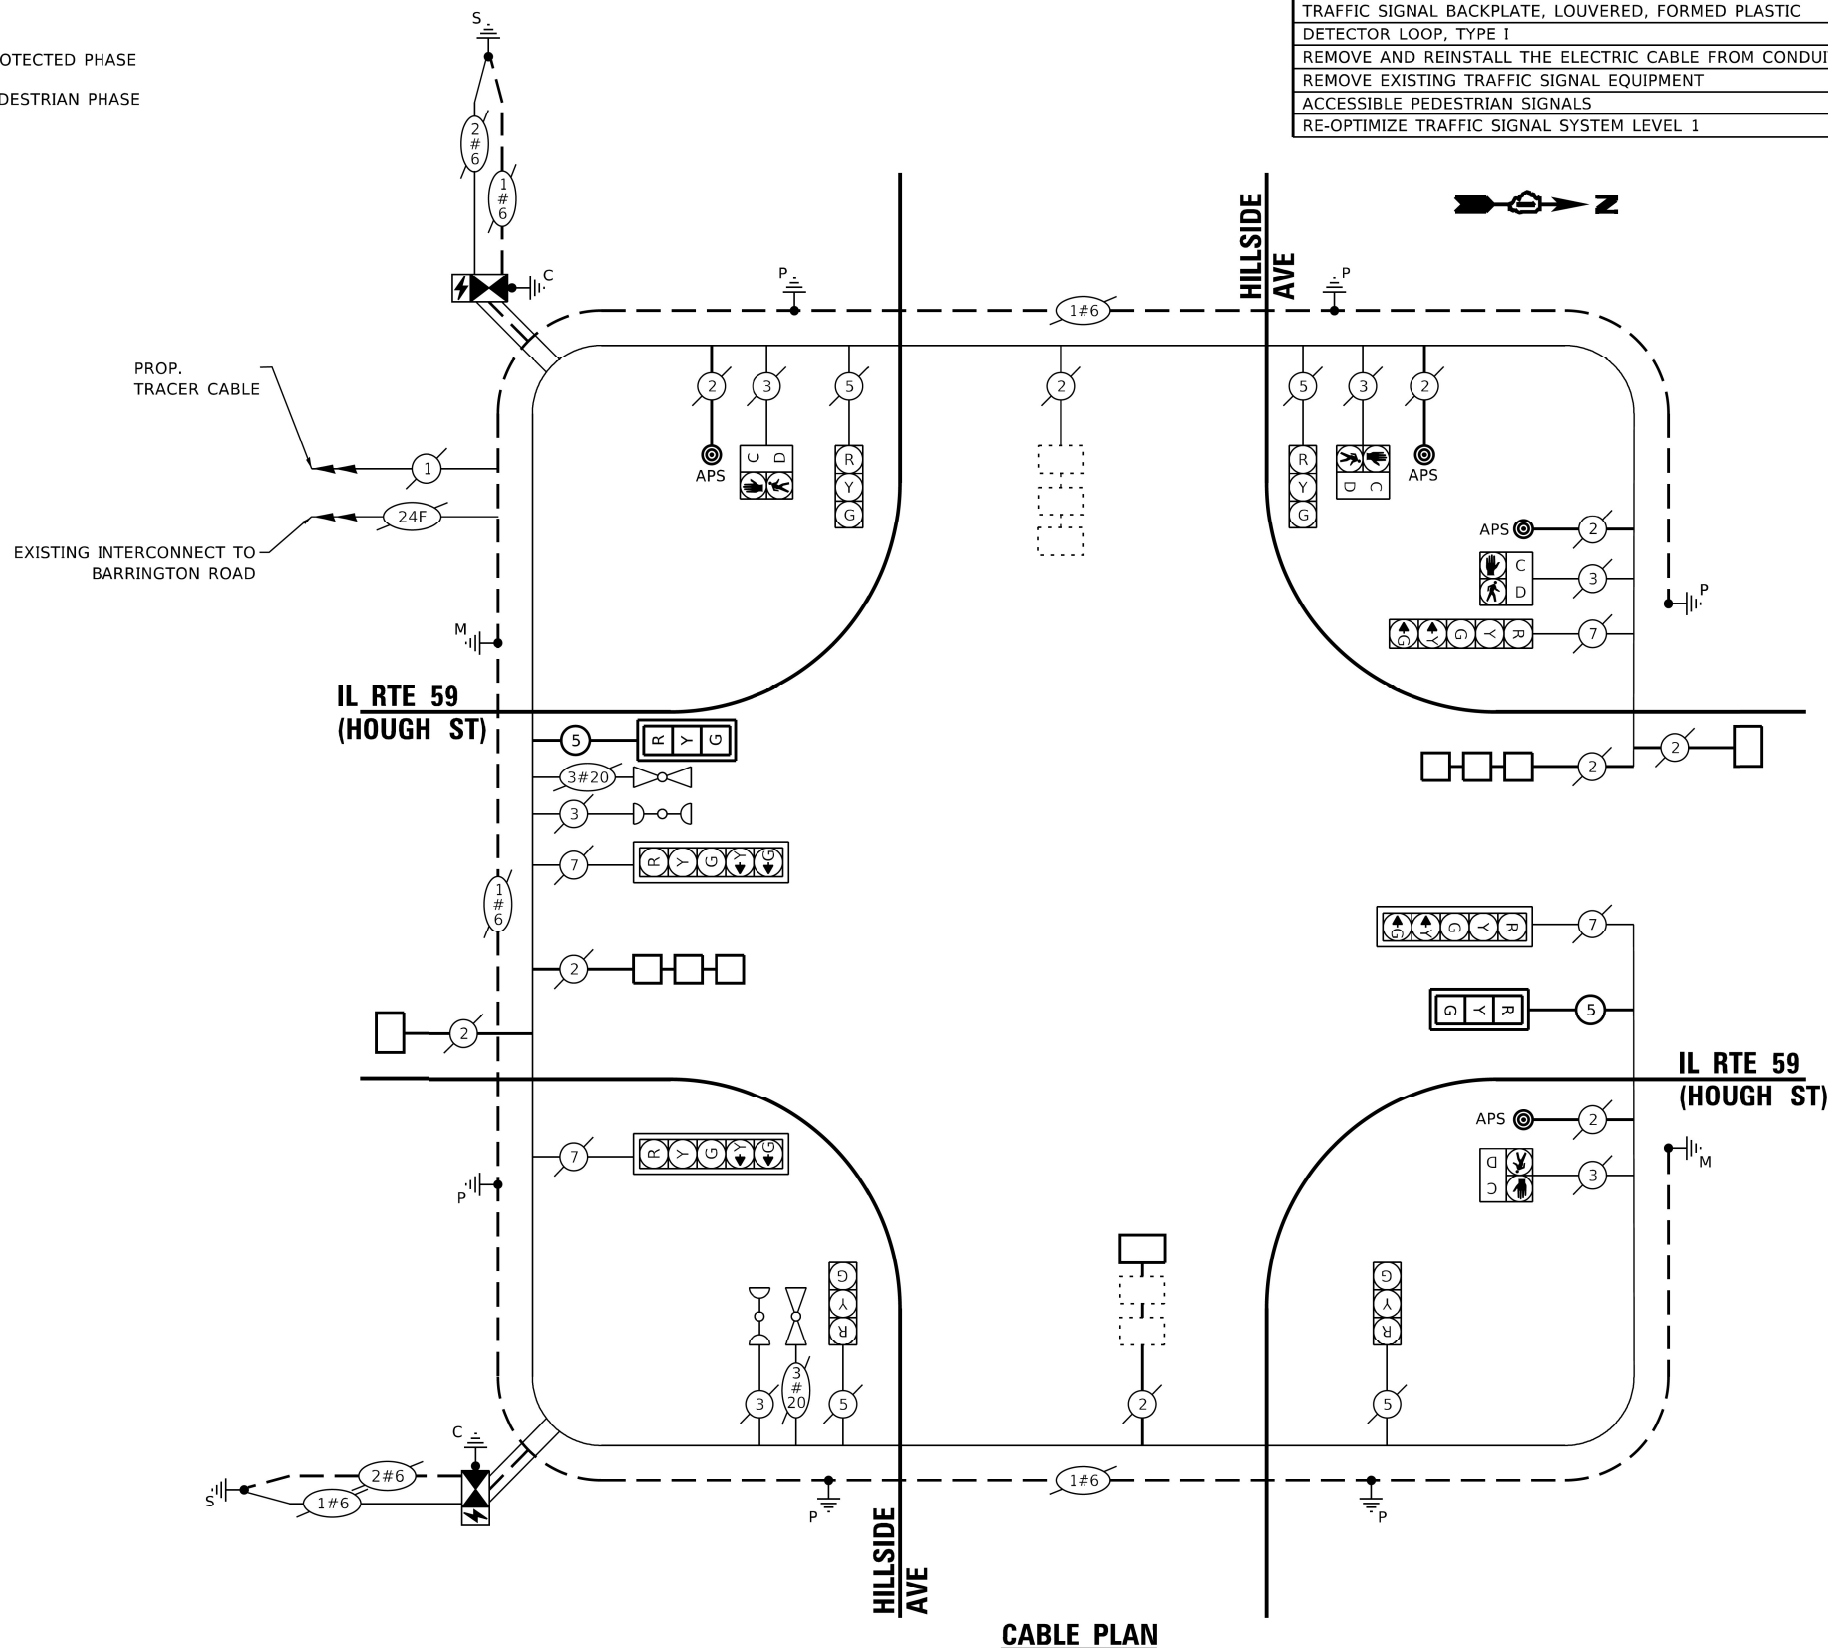 TRAFFIC SIGNAL BACKPLATE, LOUVERED, FORMED PLASTIC
DETECTOR LOOP, TYPE I
REMOVE AND REINSTALL THE ELECTRIC CABLE FROM CONDUI
REMOVE EXISTING TRAFFIC SIGNAL EQUIPMENT
ACCESSIBLE PEDESTRIAN SIGNALS
RE-OPTIMIZE TRAFFIC SIGNAL SYSTEM LEVEL 1
OTECTED PHASE
DESTRIAN PHASE
S
2
#
6
1
#
6
C
N
HILLSIDE
AVE
P
1#6
P
PROP.
TRACER CABLE
1
24F
EXISTING INTERCONNECT TO
BARRINGTON ROAD
2
3
5
2
5
3
2
APS
C D
R
Y
G
R
Y
G
D C
APS
APS
2
C
D
3
G Y G Y R
7
P
M
IL RTE 59
(HOUGH ST)
5
R Y G
3#20
3
7
R Y G Y G
2
2
1
#
6
2
2
G Y G Y R
7
G Y R
5
IL RTE 59
(HOUGH ST)
APS
2
D
C
3
M
7
R Y G Y G
P
3
3
#
20
G
Y
R
5
2
G
Y
R
5
C
2#6
S
1#6
P
1#6
P
HILLSIDE
AVE
CABLE PLAN